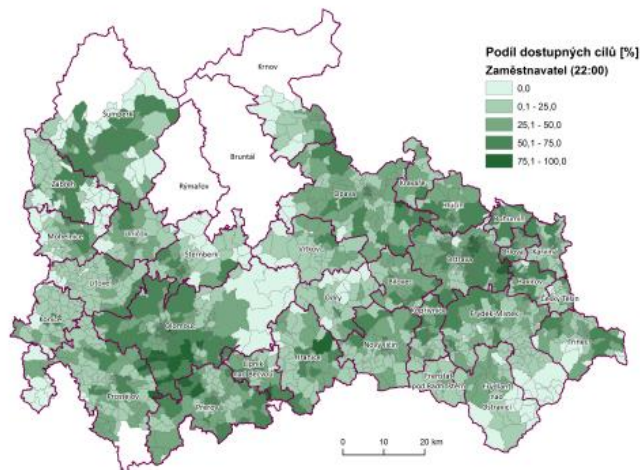 Podíl dostupných cílů [%]
Zaměstnavatel (22:00)
0,0
0,1 - 25,0
25,1 - 50,0
50,1 - 75,0
75,1 - 100,0
Krnov
Šumperk
Bruntál
Rýmařov
Zábřeh
Opava
Kravaře
Hlučín
Bohumín
Mohelnice
Uničov
Šternberk
Vítkov
Ostrava
Orlová
Karviná
Havířov
Český Těšín
Litovel
Bílovec
Odry
Konice
Olomouc
Kopřivnice
Frýdek-Místek
Třinec
Lipník
nad Bečvou
Hranice
Nový Jičín
Frenštát
pod Radhoštěm
Frýdlant
nad
Ostravicí
Prostějov
Přerov
0 10 20 km